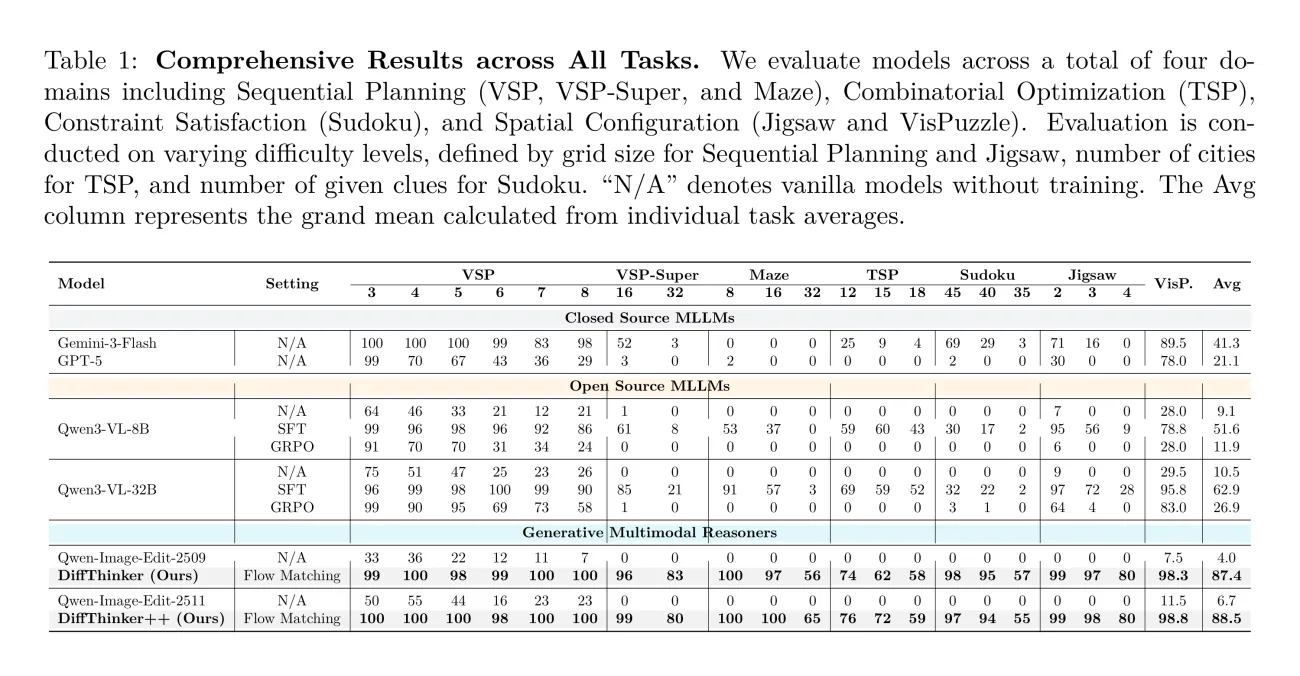 Table 1: Comprehensive Results across All Tasks. We evaluate models across a total of four do-
mains including Sequential Planning (VSP, VSP-Super, and Maze), Combinatorial Optimization (TSP),
Constraint Satisfaction (Sudoku), and Spatial Configuration (Jigsaw and VisPuzzle). Evaluation is con-
ducted on varying difficulty levels, defined by grid size for Sequential Planning and Jigsaw, number of cities
for TSP, and number of given clues for Sudoku. “N/A” denotes vanilla models without training. The Avg
column represents the grand mean calculated from individual task averages.
Model Setting VSP VSP-Super Maze TSP Sudoku Jigsaw VisP. Avg
3 4 5 6 7 8 16 32 8 16 32 12 15 18 45 40 35 2 3 4
Closed Source MLLMs
Gemini-3-Flash N/A 100 100 100 99 83 98 52 3 0 0 0 25 9 4 69 29 3 71 16 0 89.5 41.3
GPT-5 N/A 99 70 67 43 36 29 3 0 2 0 0 0 0 0 2 0 0 30 0 0 78.0 21.1
Open Source MLLMs
N/A 64 46 33 21 12 21 1 0 0 0 0 0 0 0 0 0 0 7 0 0 28.0 9.1
Qwen3-VL-8B SFT 99 96 98 96 92 86 61 8 53 37 0 59 60 43 30 17 2 95 56 9 78.8 51.6
GRPO 91 70 70 31 34 24 0 0 0 0 0 0 0 0 0 0 0 6 0 0 28.0 11.9
N/A 75 51 47 25 23 26 0 0 0 0 0 0 0 0 0 0 0 9 0 0 29.5 10.5
Qwen3-VL-32B SFT 96 99 98 100 99 90 85 21 91 57 3 69 59 52 32 22 2 97 72 28 95.8 62.9
GRPO 99 90 95 69 73 58 1 0 0 0 0 0 0 0 3 1 0 64 4 0 83.0 26.9
Generative Multimodal Reasoners
Qwen-Image-Edit-2509 N/A 33 36 22 12 11 7 0 0 0 0 0 0 0 0 0 0 0 0 0 0 7.5 4.0
DiffThinker (Ours) Flow Matching 99 100 98 99 100 100 96 83 100 97 56 74 62 58 98 95 57 99 97 80 98.3 87.4
Qwen-Image-Edit-2511 N/A 50 55 44 16 23 23 0 0 0 0 0 0 0 0 0 0 0 0 0 0 11.5 6.7
DiffThinker++ (Ours) Flow Matching 100 100 100 98 100 100 99 80 100 100 65 76 72 59 97 94 55 99 98 80 98.8 88.5